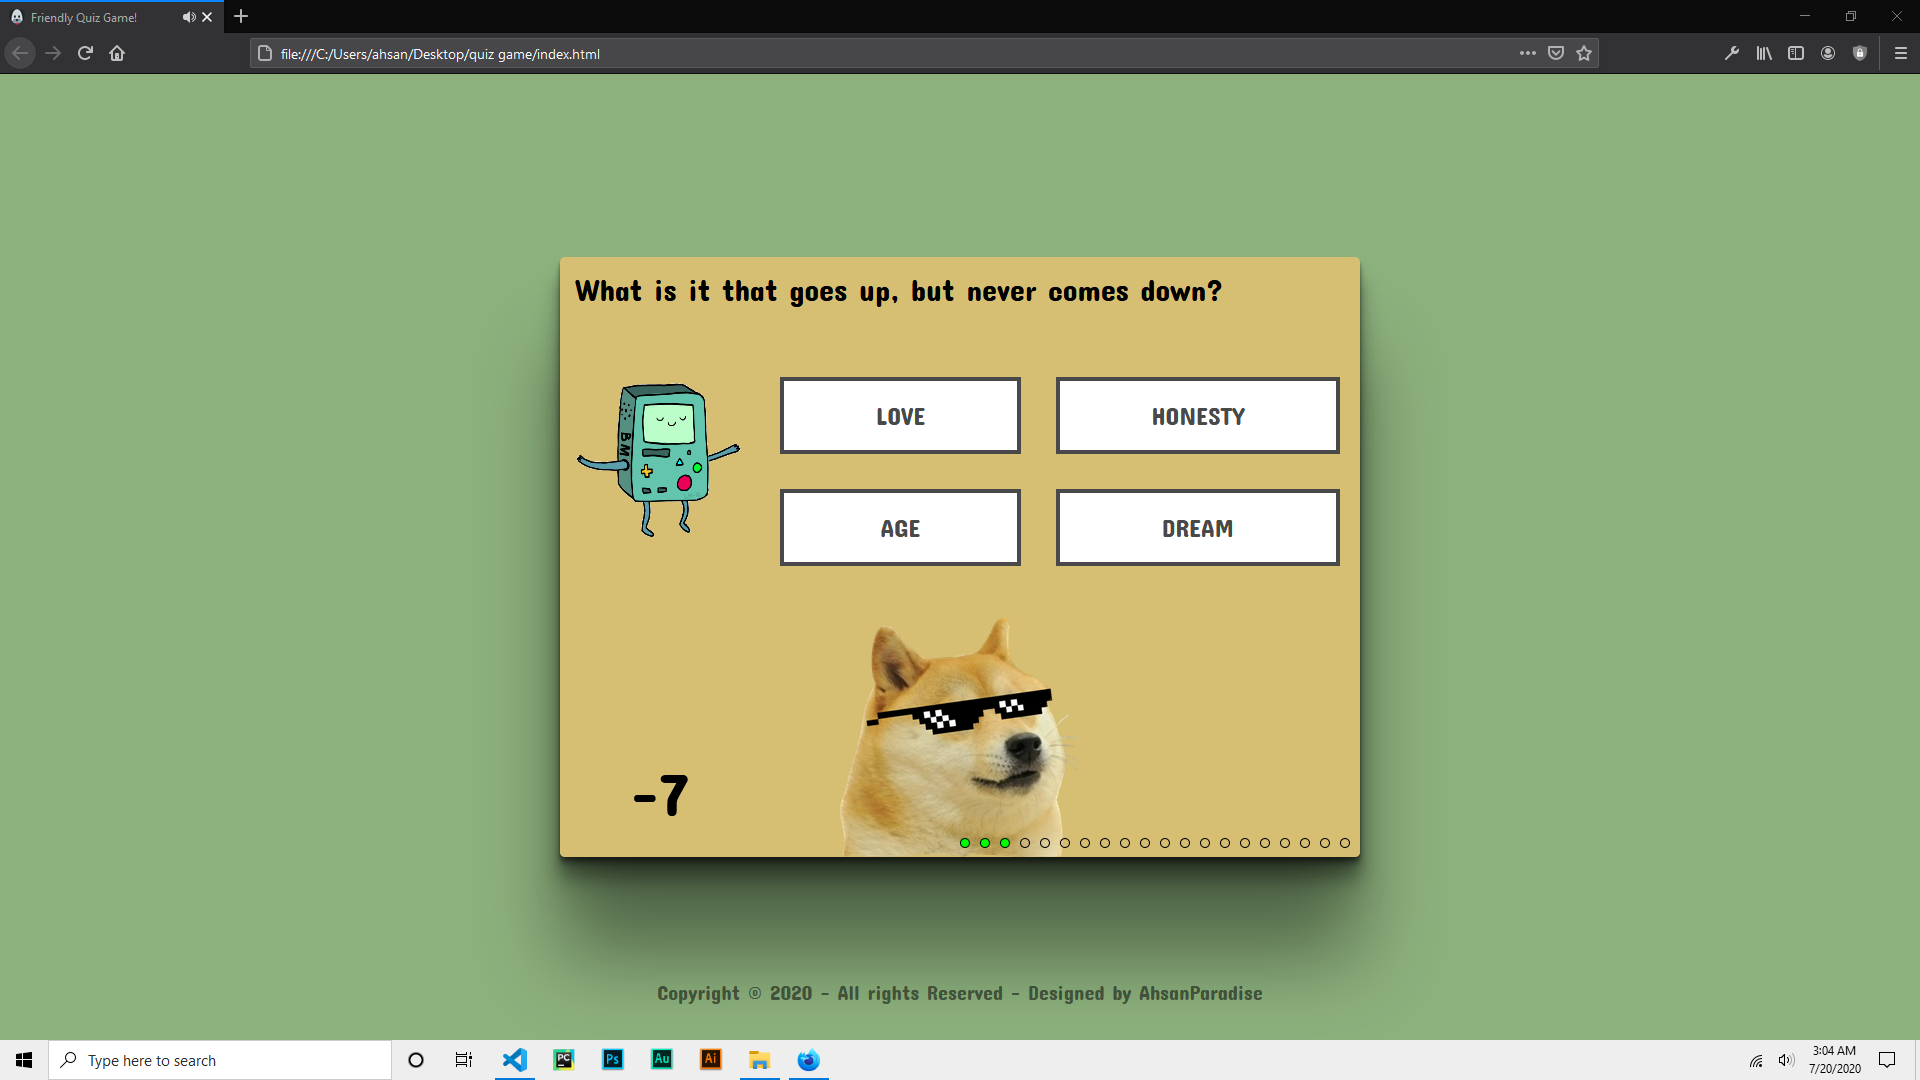 Friendly Quiz Game!
file:///C:/Users/ahsan/Desktop/quiz game/index.html
What is it that goes up, but never comes down?
BMO
LOVE
HONESTY
AGE
DREAM
-7
Copyright © 2020 - All rights Reserved - Designed by AhsanParadise
Type here to search
PC
Ps
Au
Ai
3:04 AM
7/20/2020